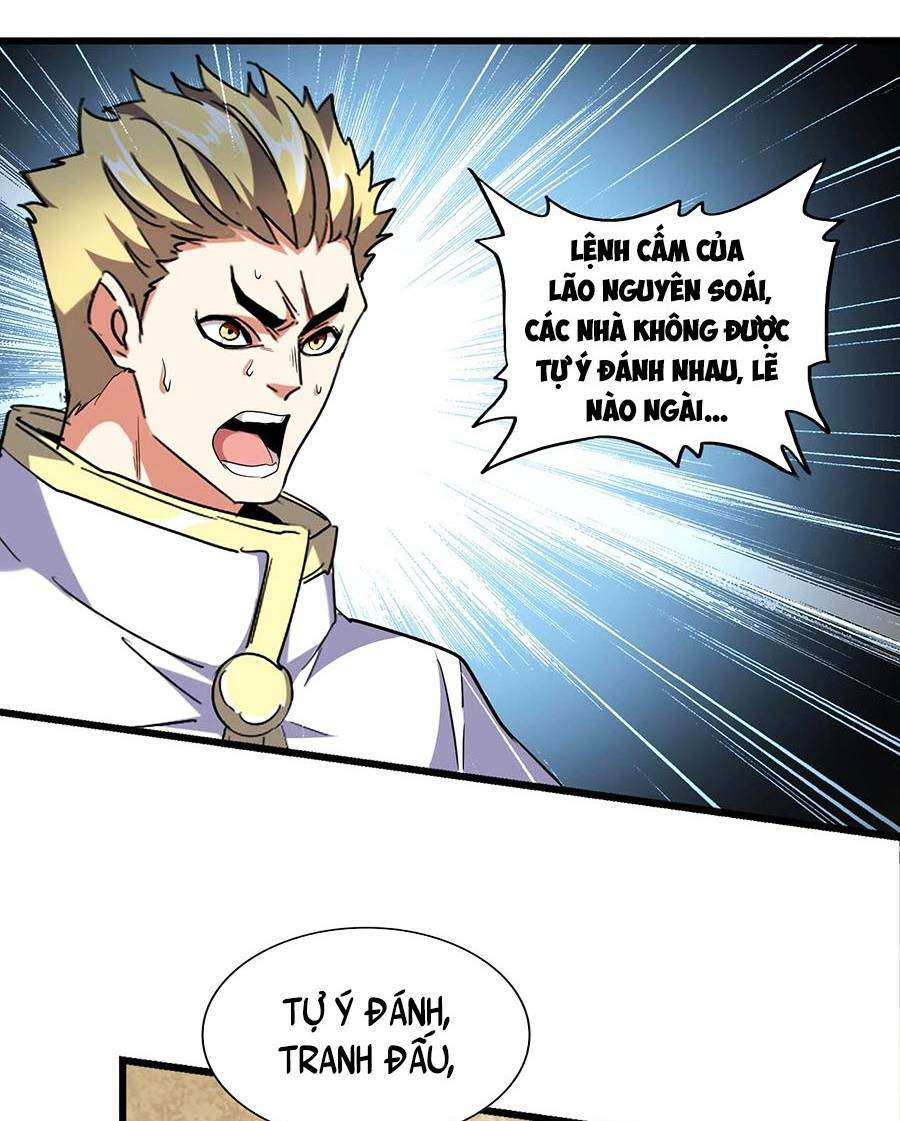 LỆNH CẤM CỦA
LÃO NGUYÊN SOÁI,
CÁC NHÀ KHÔNG ĐƯỢC
TỰ Ý ĐÁNH NHAU, LẼ
NÀO NGÀI...
TỰ Ý ĐÁNH,
TRANH ĐẤU,